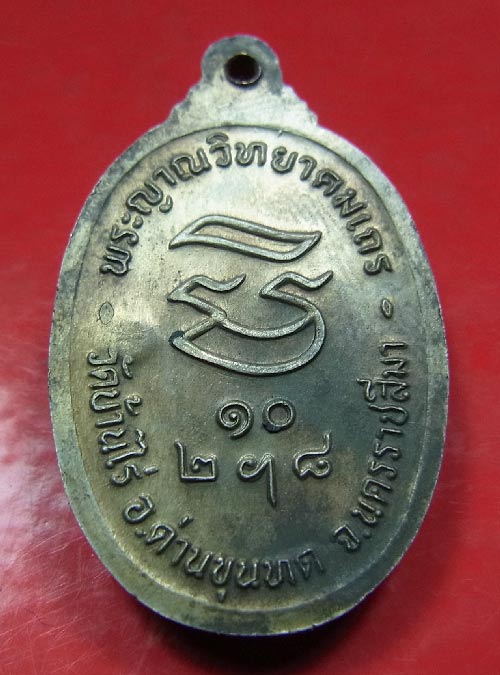 พระญาณวิทยาคมเถร
๑๐
๒ ๗ ๘
วัดบ้านไร่ อ.ด่านขุนทด จ.นครราชสีมา